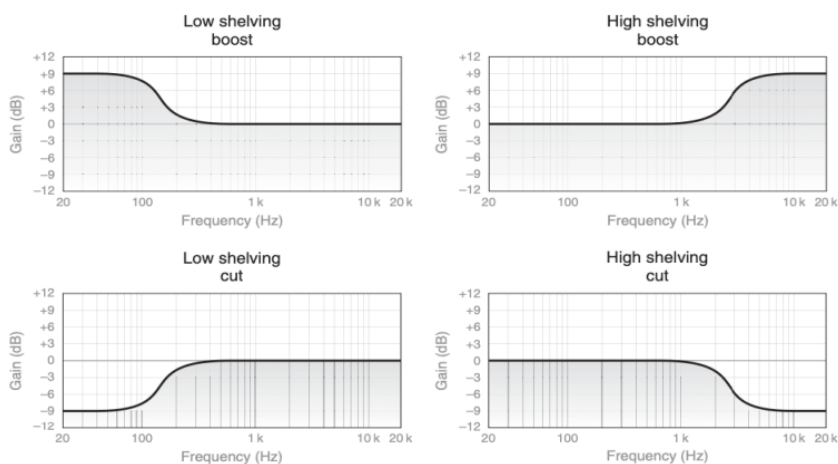 Low shelving
boost
Gain (dB)
+12
+9
+6
+3
0
−3
−6
−9
−12
20
100
1 k
10 k
20 k
Frequency (Hz)
High shelving
boost
Gain (dB)
+12
+9
+6
+3
0
−3
−6
−9
−12
20
100
1 k
10 k
20 k
Frequency (Hz)
Low shelving
cut
Gain (dB)
+12
+9
+6
+3
0
−3
−6
−9
−12
20
100
1 k
10 k
20 k
Frequency (Hz)
High shelving
cut
Gain (dB)
+12
+9
+6
+3
0
−3
−6
−9
−12
20
100
1 k
10 k
20 k
Frequency (Hz)